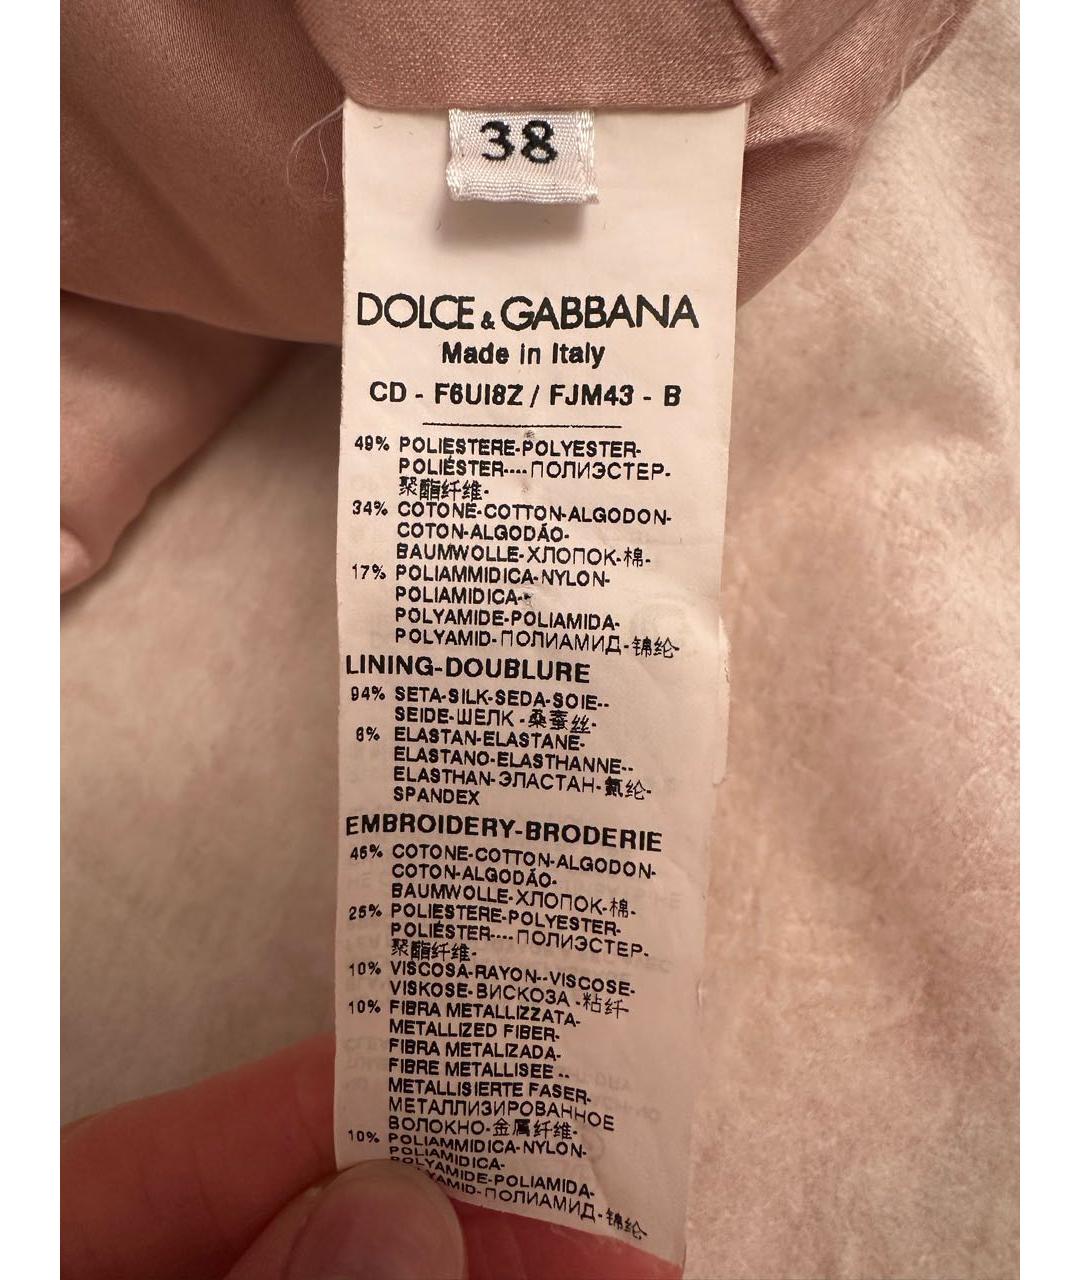 38
DOLCE & GABBANA
Made in Italy
CD - F6UI8Z / FJM43 - B
49% POLIESTERE-POLYESTER-
POLIÉSTER----ПОЛИЭСТЕР-
聚酯纤维-
34% COTONE-COTTON-ALGODON-
COTON-ALGODÃO-
BAUMWOLLE-ХЛОПОК-棉-
17% POLIAMMIDICA-NYLON-
POLIAMIDICA--
POLYAMIDE-POLIAMIDA-
POLYAMID-ПОЛИАМИД-锦纶-
LINING-DOUBLURE
94% SETA-SILK-SEDA-SOIE--
SEIDE-ШЕЛК -桑蚕丝-
6% ELASTAN-ELASTANE-
ELASTANO-ELASTHANNE--
ELASTHAN-ЭЛАСТАН-氨纶-
SPANDEX
EMBROIDERY-BRODERIE
45% COTONE-COTTON-ALGODON-
COTON-ALGODÃO-
BAUMWOLLE-ХЛОПОК-棉-
25% POLIESTERE-POLYESTER-
POLIÉSTER----ПОЛИЭСТЕР-
聚酯纤维-
10% VISCOSA-RAYON--VISCOSE-
VISKOSE-ВИСКОЗА -粘纤-
10% FIBRA METALLIZZATA-
METALLIZED FIBER-
FIBRA METALIZADA-
FIBRE METALLISEE --
METALLISIERTE FASER-
МЕТАЛЛИЗИРОВАННОЕ
ВОЛОКНО-金属纤维-
10% POLIAMMIDICA-NYLON-
POLIAMIDICA-
POLYAMIDE-POLIAMIDA-
YAMID-ПОЛИАМИД-锦纶-